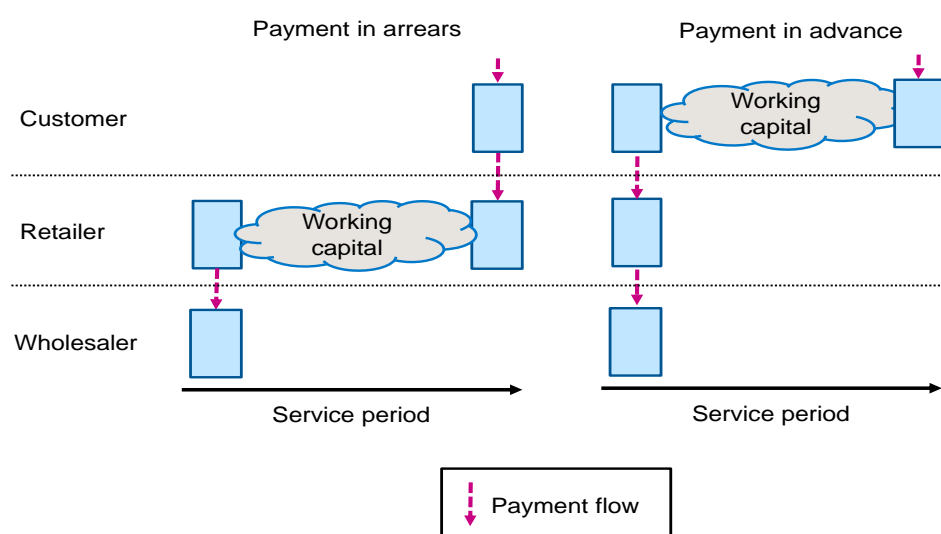 Payment in arrears
Payment in advance
Customer
Working
capital
Retailer
Working
capital
Wholesaler
Service period
Service period
Payment flow